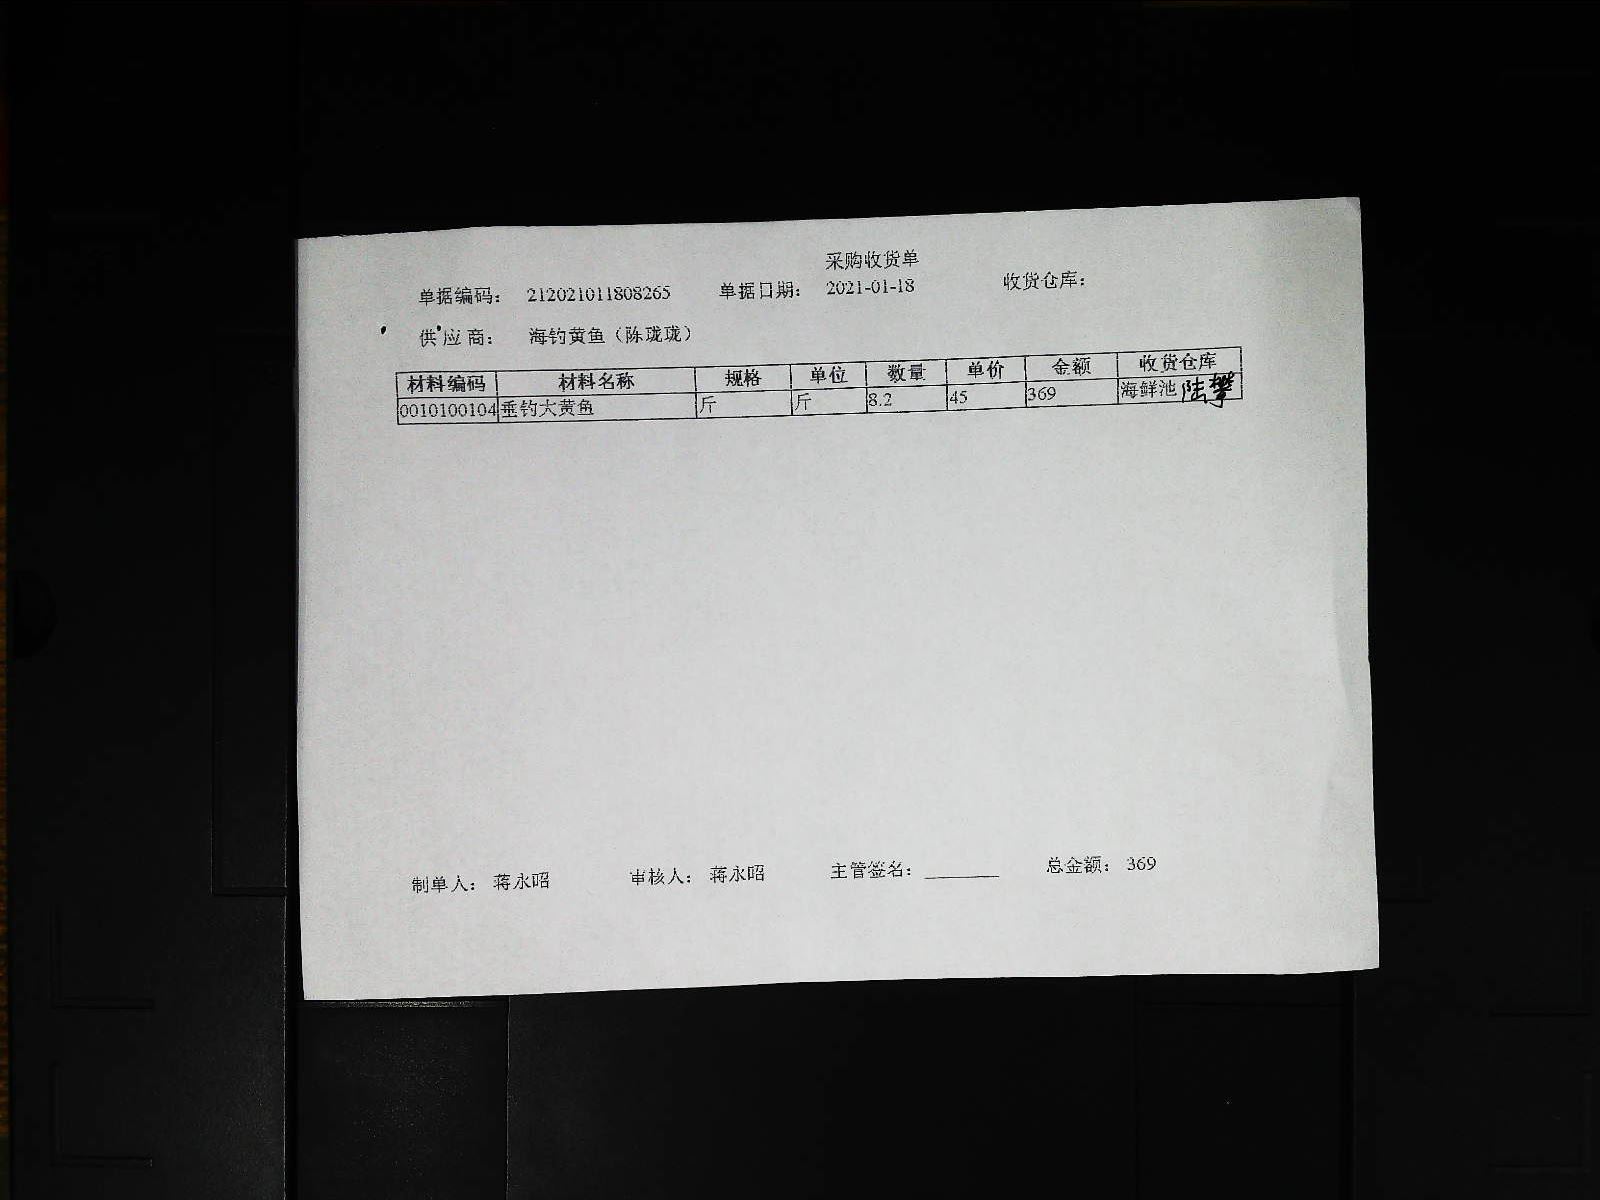 采购收货单
单据编码: 212021011808265 单据日期: 2021-01-18 收货仓库:
供应商: 海钓黄鱼（陈珑珑）
材料编码 材料名称 规格 单位 数量 单价 金额 收货仓库
0010100104 垂钓大黄鱼 斤 斤 8.2 45 369 海鲜池 陆攀
制单人: 蒋永昭 审核人: 蒋永昭 主管签名: 总金额: 369